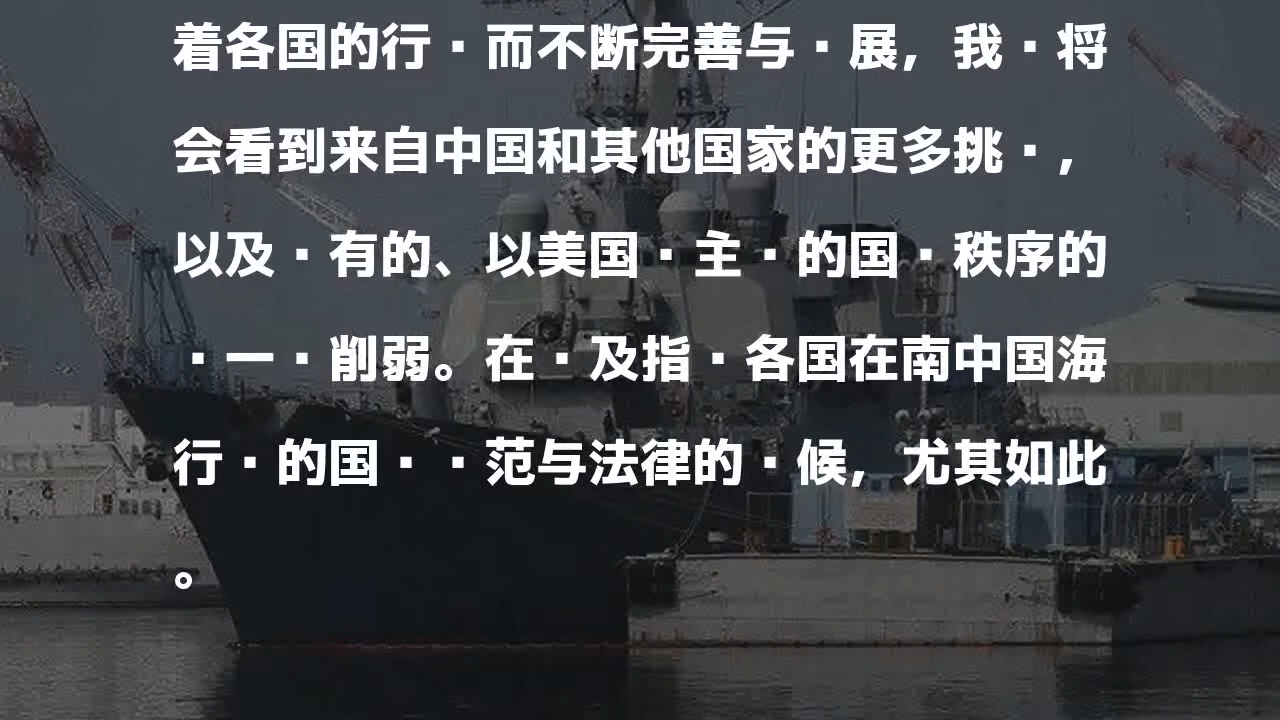 着各国的行▪而不断完善与▪展，我▪将
会看到来自中国和其他国家的更多挑▪，
以及▪有的、以美国▪主▪的国▪秩序的
▪一▪削弱。在▪及指▪各国在南中国海
行▪的国▪▪范与法律的▪候，尤其如此
。